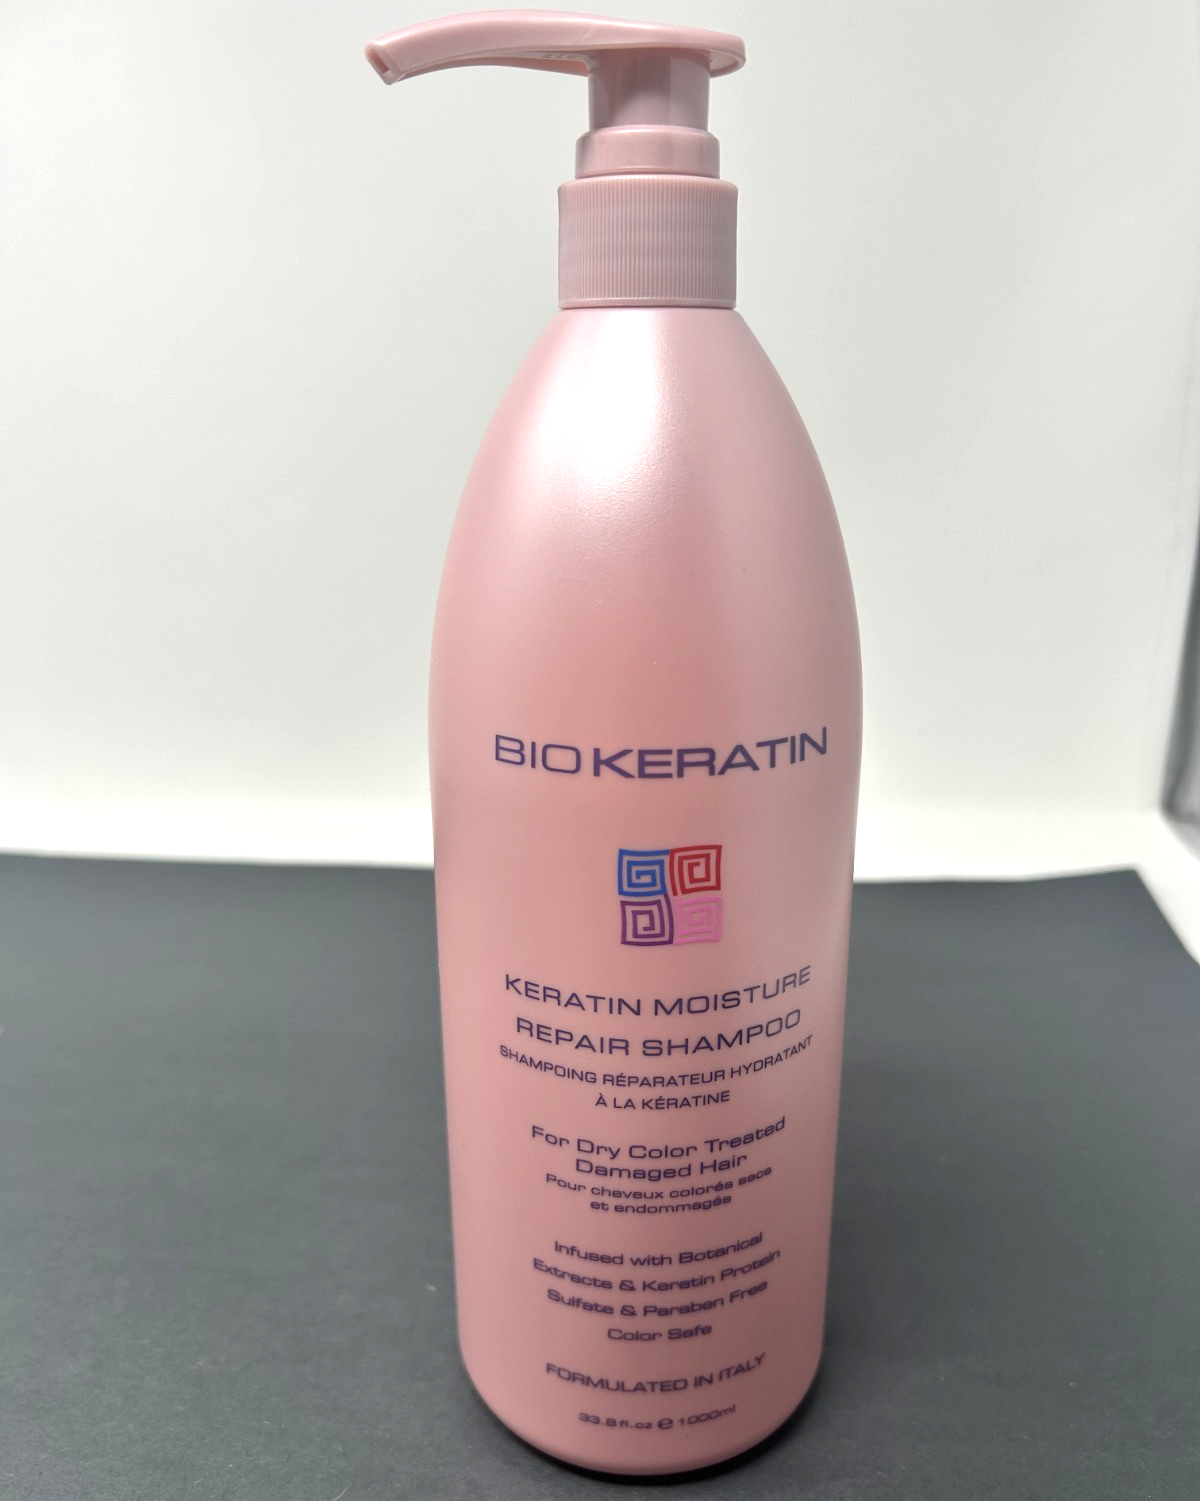 BIO KERATIN
KERATIN MOISTURE
REPAIR SHAMPOO
SHAMPOING RÉPARATEUR HYDRATANT
À LA KÉRATINE
For Dry Color Treated
Damaged Hair
Pour cheveux colorés secs
et endommagés
Infused with Botanical
Extracts & Keratin Protein
Sulfate & Paraben Free
Color Safe
FORMULATED IN ITALY
33.8 fl.oz ℮ 1000ml